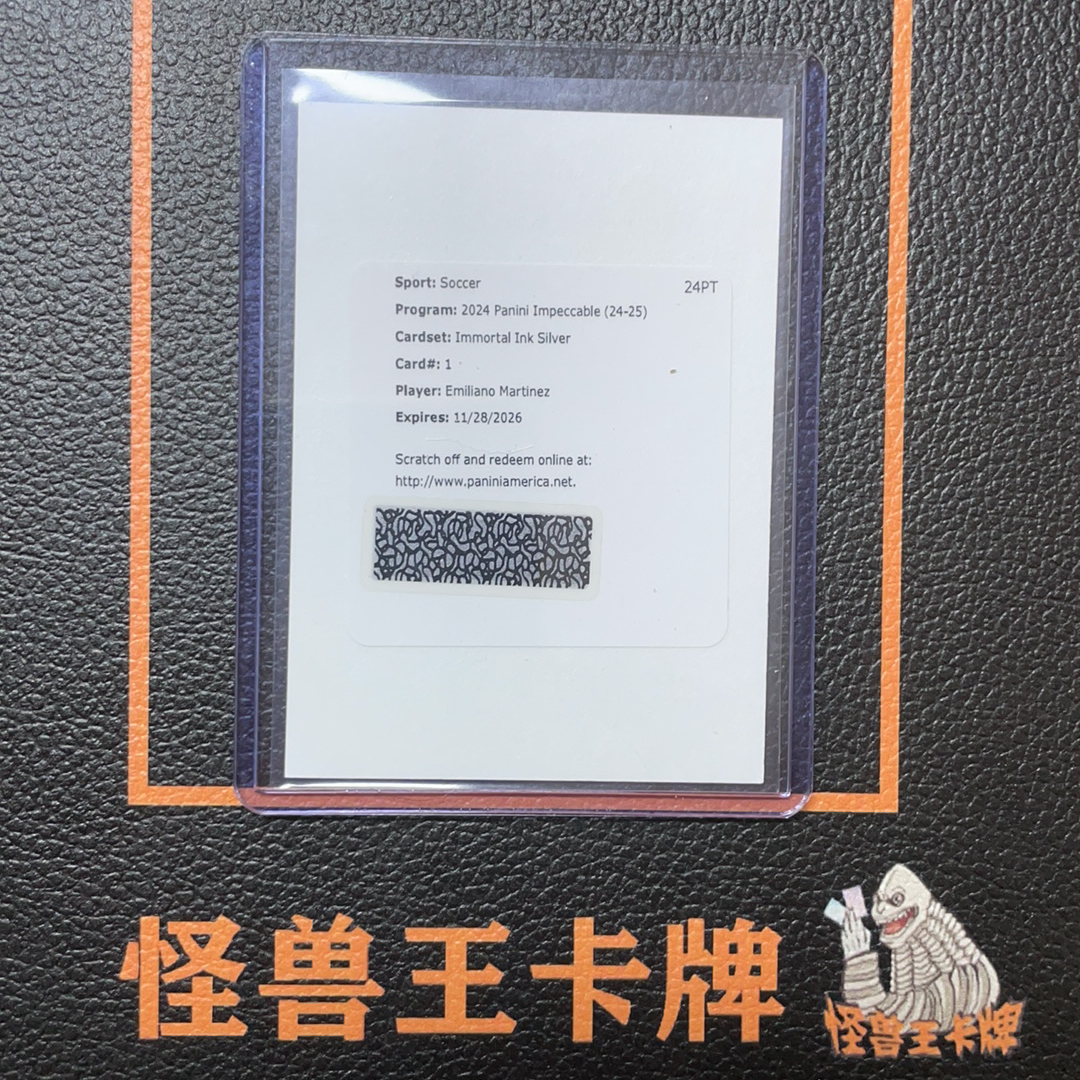 Sport: Soccer
24PT
Program: 2024 Panini Impeccable (24-25)
Cardset: Immortal Ink Silver
Card#: 1
Player: Emiliano Martinez
Expires: 11/28/2026
Scratch off and redeem online at:
http://www.paniniamerica.net.
怪兽王卡牌
怪兽王卡牌